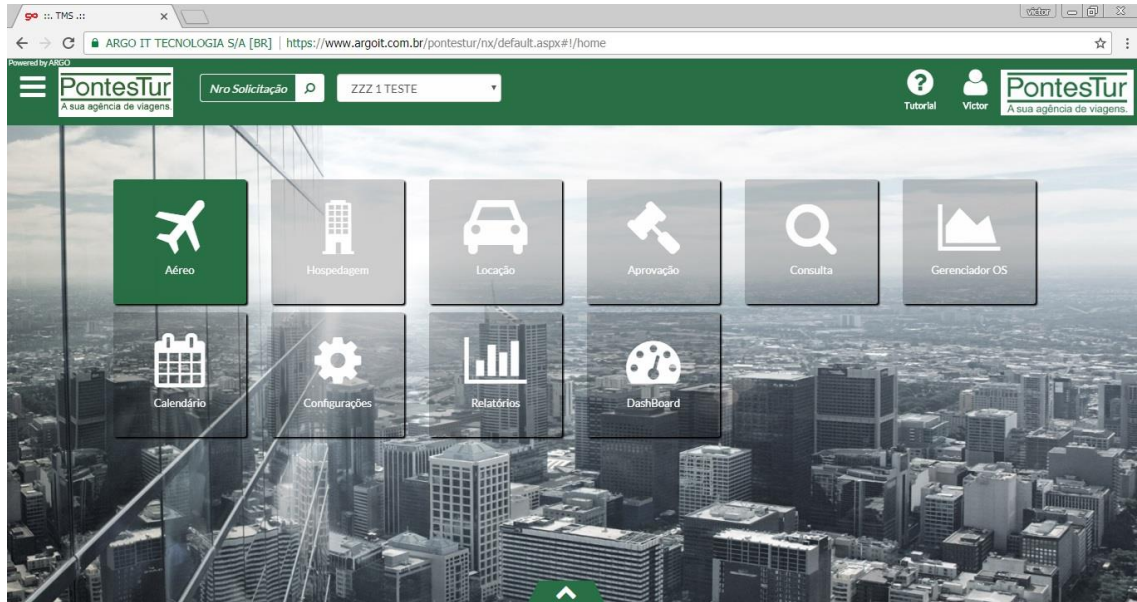 go ::. TMS .::
victor
ARGO IT TECNOLOGIA S/A [BR] | https://www.argoit.com.br/pontestur/nx/default.aspx#!/home
Powered by ARGO
PontesTur
A sua agência de viagens.
Nro Solicitação
ZZZ 1 TESTE
Tutorial
Victor
PontesTur
A sua agência de viagens.
Aéreo
Hospedagem
Locação
Aprovação
Consulta
Gerenciador OS
Calendário
Configurações
Relatórios
DashBoard